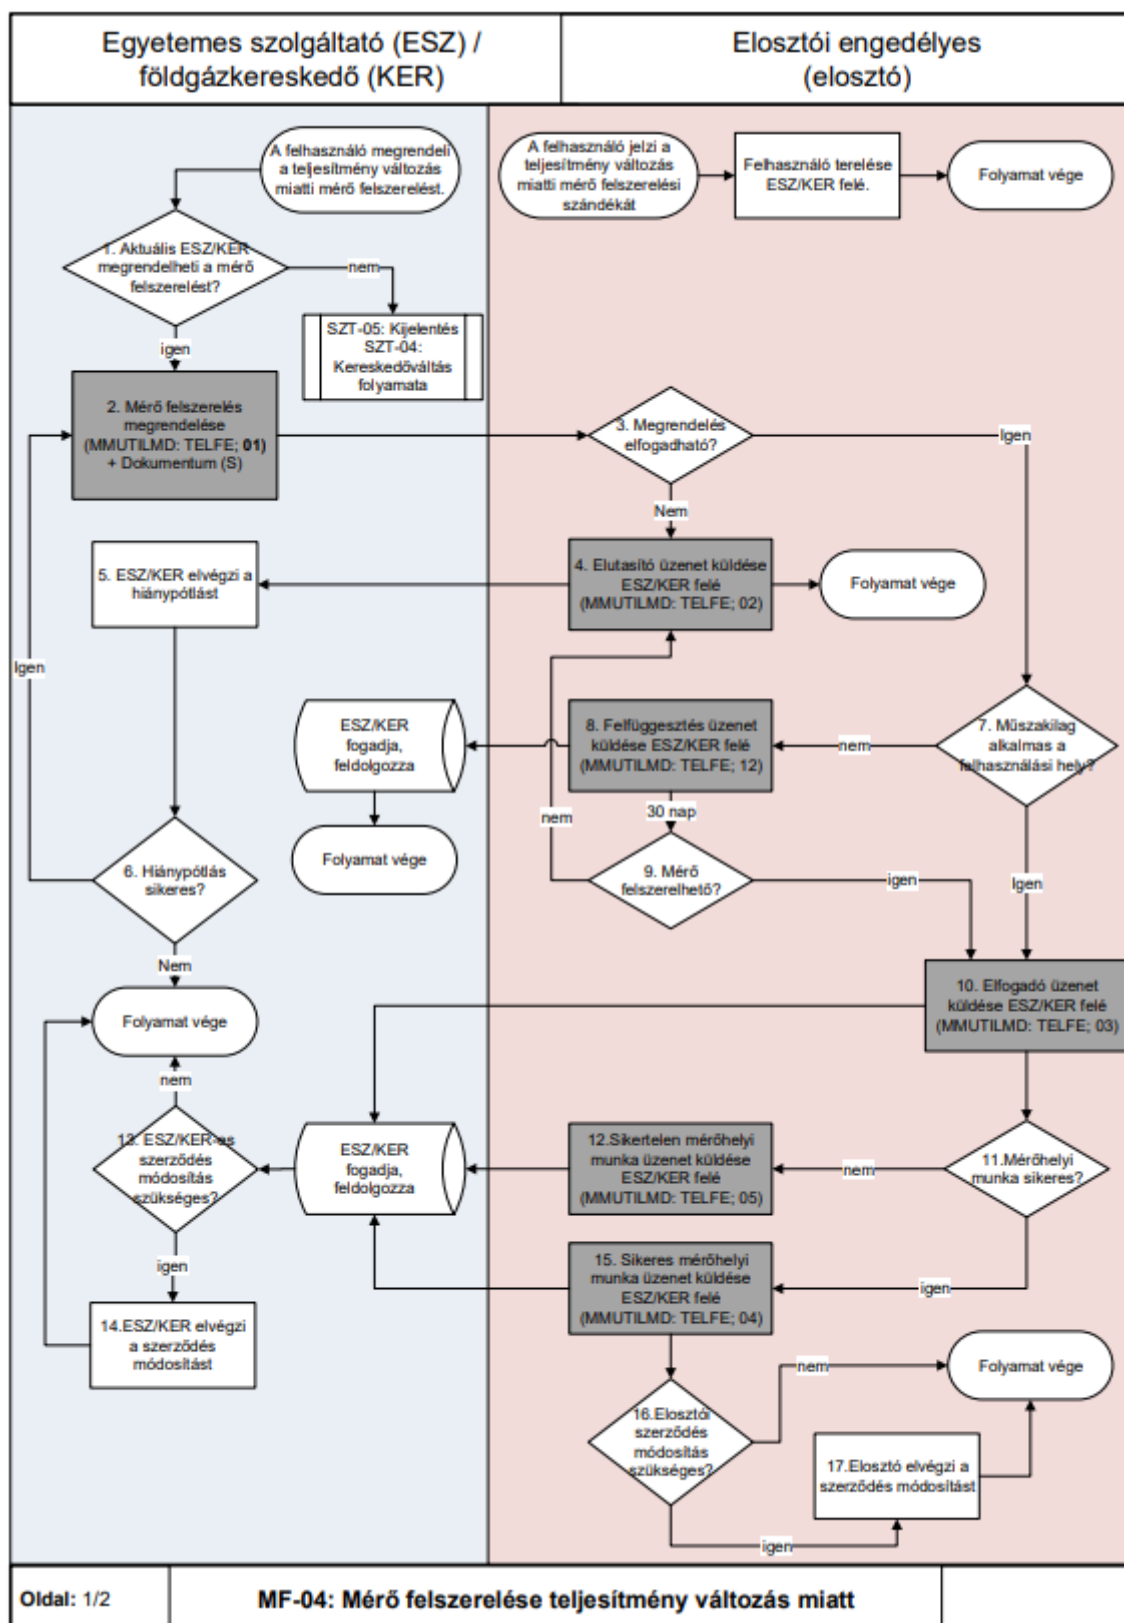 Egyetemes szolgáltató (ESZ) /
földgázkereskedő (KER)
Elosztói engedélyes
(elosztó)
A felhasználó megrendeli
a teljesítmény változás
miatti mérő felszerelést.
A felhasználó jelzi a
teljesítmény változás
miatti mérő felszerelési
szándékát
Felhasználó terelése
ESZ/KER felé.
Folyamat vége
1. Aktuális ESZ/KER
megrendelheti a mérő
felszerelést?
nem
igen
SZT-05: Kijelentés
SZT-04:
Kereskedőváltás
folyamata
2. Mérő felszerelés
megrendelése
(MMUTILMD: TELFE; 01)
+ Dokumentum (S)
3. Megrendelés
elfogadható?
Igen
Nem
4. Elutasító üzenet küldése
ESZ/KER felé
(MMUTILMD: TELFE; 02)
Folyamat vége
5. ESZ/KER elvégzi a
hiánypótlást
Igen
ESZ/KER
fogadja,
feldolgozza
8. Felfüggesztés üzenet
küldése ESZ/KER felé
(MMUTILMD: TELFE; 12)
nem
7. Műszakilag
alkalmas a
felhasználási hely?
30 nap
nem
Folyamat vége
6. Hiánypótlás
sikeres?
9. Mérő
felszerelhető?
igen
Igen
Nem
Folyamat vége
10. Elfogadó üzenet
küldése ESZ/KER felé
(MMUTILMD: TELFE; 03)
nem
13. ESZ/KER-es
szerződés
módosítás
szükséges?
ESZ/KER
fogadja,
feldolgozza
12.Sikertelen mérőhelyi
munka üzenet küldése
ESZ/KER felé
(MMUTILMD: TELFE; 05)
nem
11.Mérőhelyi
munka sikeres?
igen
15. Sikeres mérőhelyi
munka üzenet küldése
ESZ/KER felé
(MMUTILMD: TELFE; 04)
igen
14.ESZ/KER elvégzi
a szerződés
módosítást
nem
Folyamat vége
16.Elosztói
szerződés
módosítás
szükséges?
17.Elosztó elvégzi a
szerződés módosítást
igen
Oldal: 1/2
MF-04: Mérő felszerelése teljesítmény változás miatt